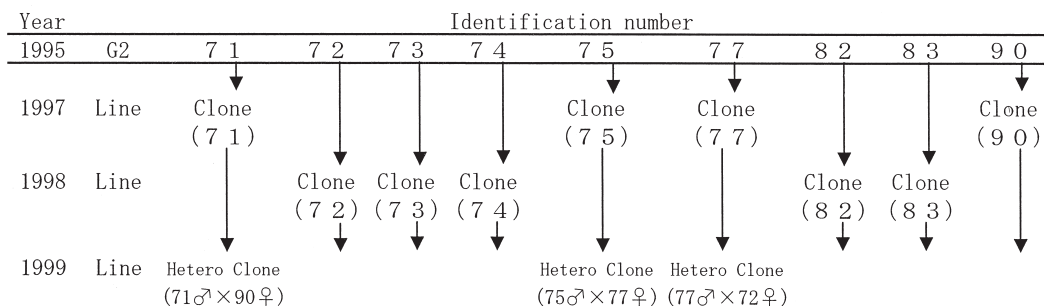 Year Identification number
1995 G2 71 72 73 74 75 77 82 83 90
1997 Line Clone Clone Clone Clone
(71) (75) (77) (90)
1998 Line Clone Clone Clone Clone Clone
(72) (73) (74) (82) (83)
1999 Line Hetero Clone Hetero Clone Hetero Clone
(71♂×90♀) (75♂×77♀) (77♂×72♀)